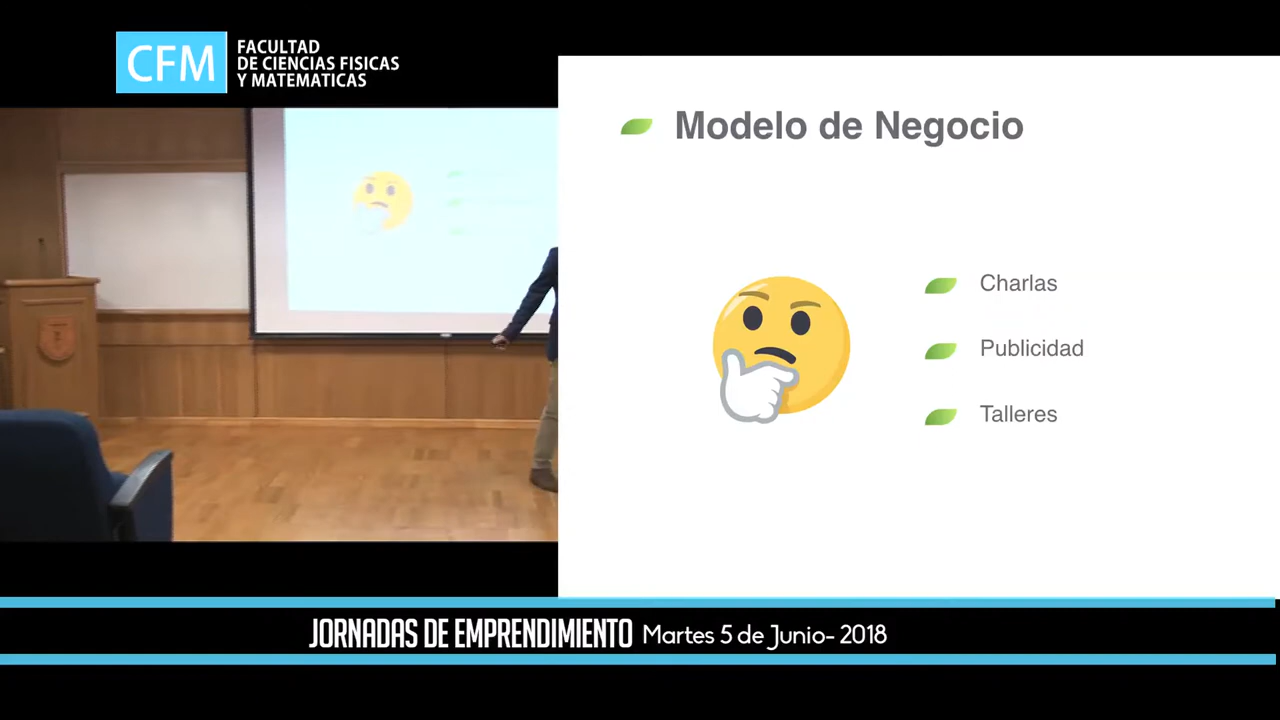 CFM
FACULTAD
DE CIENCIAS FISICAS
Y MATEMATICAS
Modelo de Negocio
Charlas
Publicidad
Talleres
JORNADAS DE EMPRENDIMIENTO Martes 5 de Junio- 2018